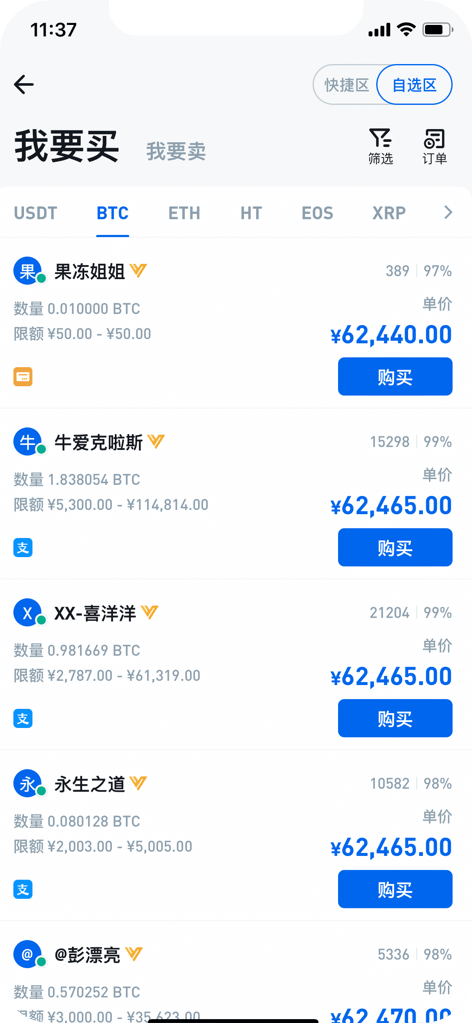 11:37
快捷区 自选区
我要买 我要卖 筛选 订单
USDT BTC ETH HT EOS XRP
果 果冻姐姐 389 | 97%
数量 0.010000 BTC 单价
限额 ¥50.00 - ¥50.00 ¥62,440.00
购买
牛 牛爱克啦斯 15298 | 99%
数量 1.838054 BTC 单价
限额 ¥5,300.00 - ¥114,814.00 ¥62,465.00
支 购买
X XX-喜洋洋 21204 | 99%
数量 0.981669 BTC 单价
限额 ¥2,787.00 - ¥61,319.00 ¥62,465.00
支 购买
永 永生之道 10582 | 98%
数量 0.080128 BTC 单价
限额 ¥2,003.00 - ¥5,005.00 ¥62,465.00
支 购买
@ @彭漂亮 5336 | 98%
数量 0.570252 BTC 单价
限额 ¥3,000.00 - ¥35,623.00 ¥62,470.00